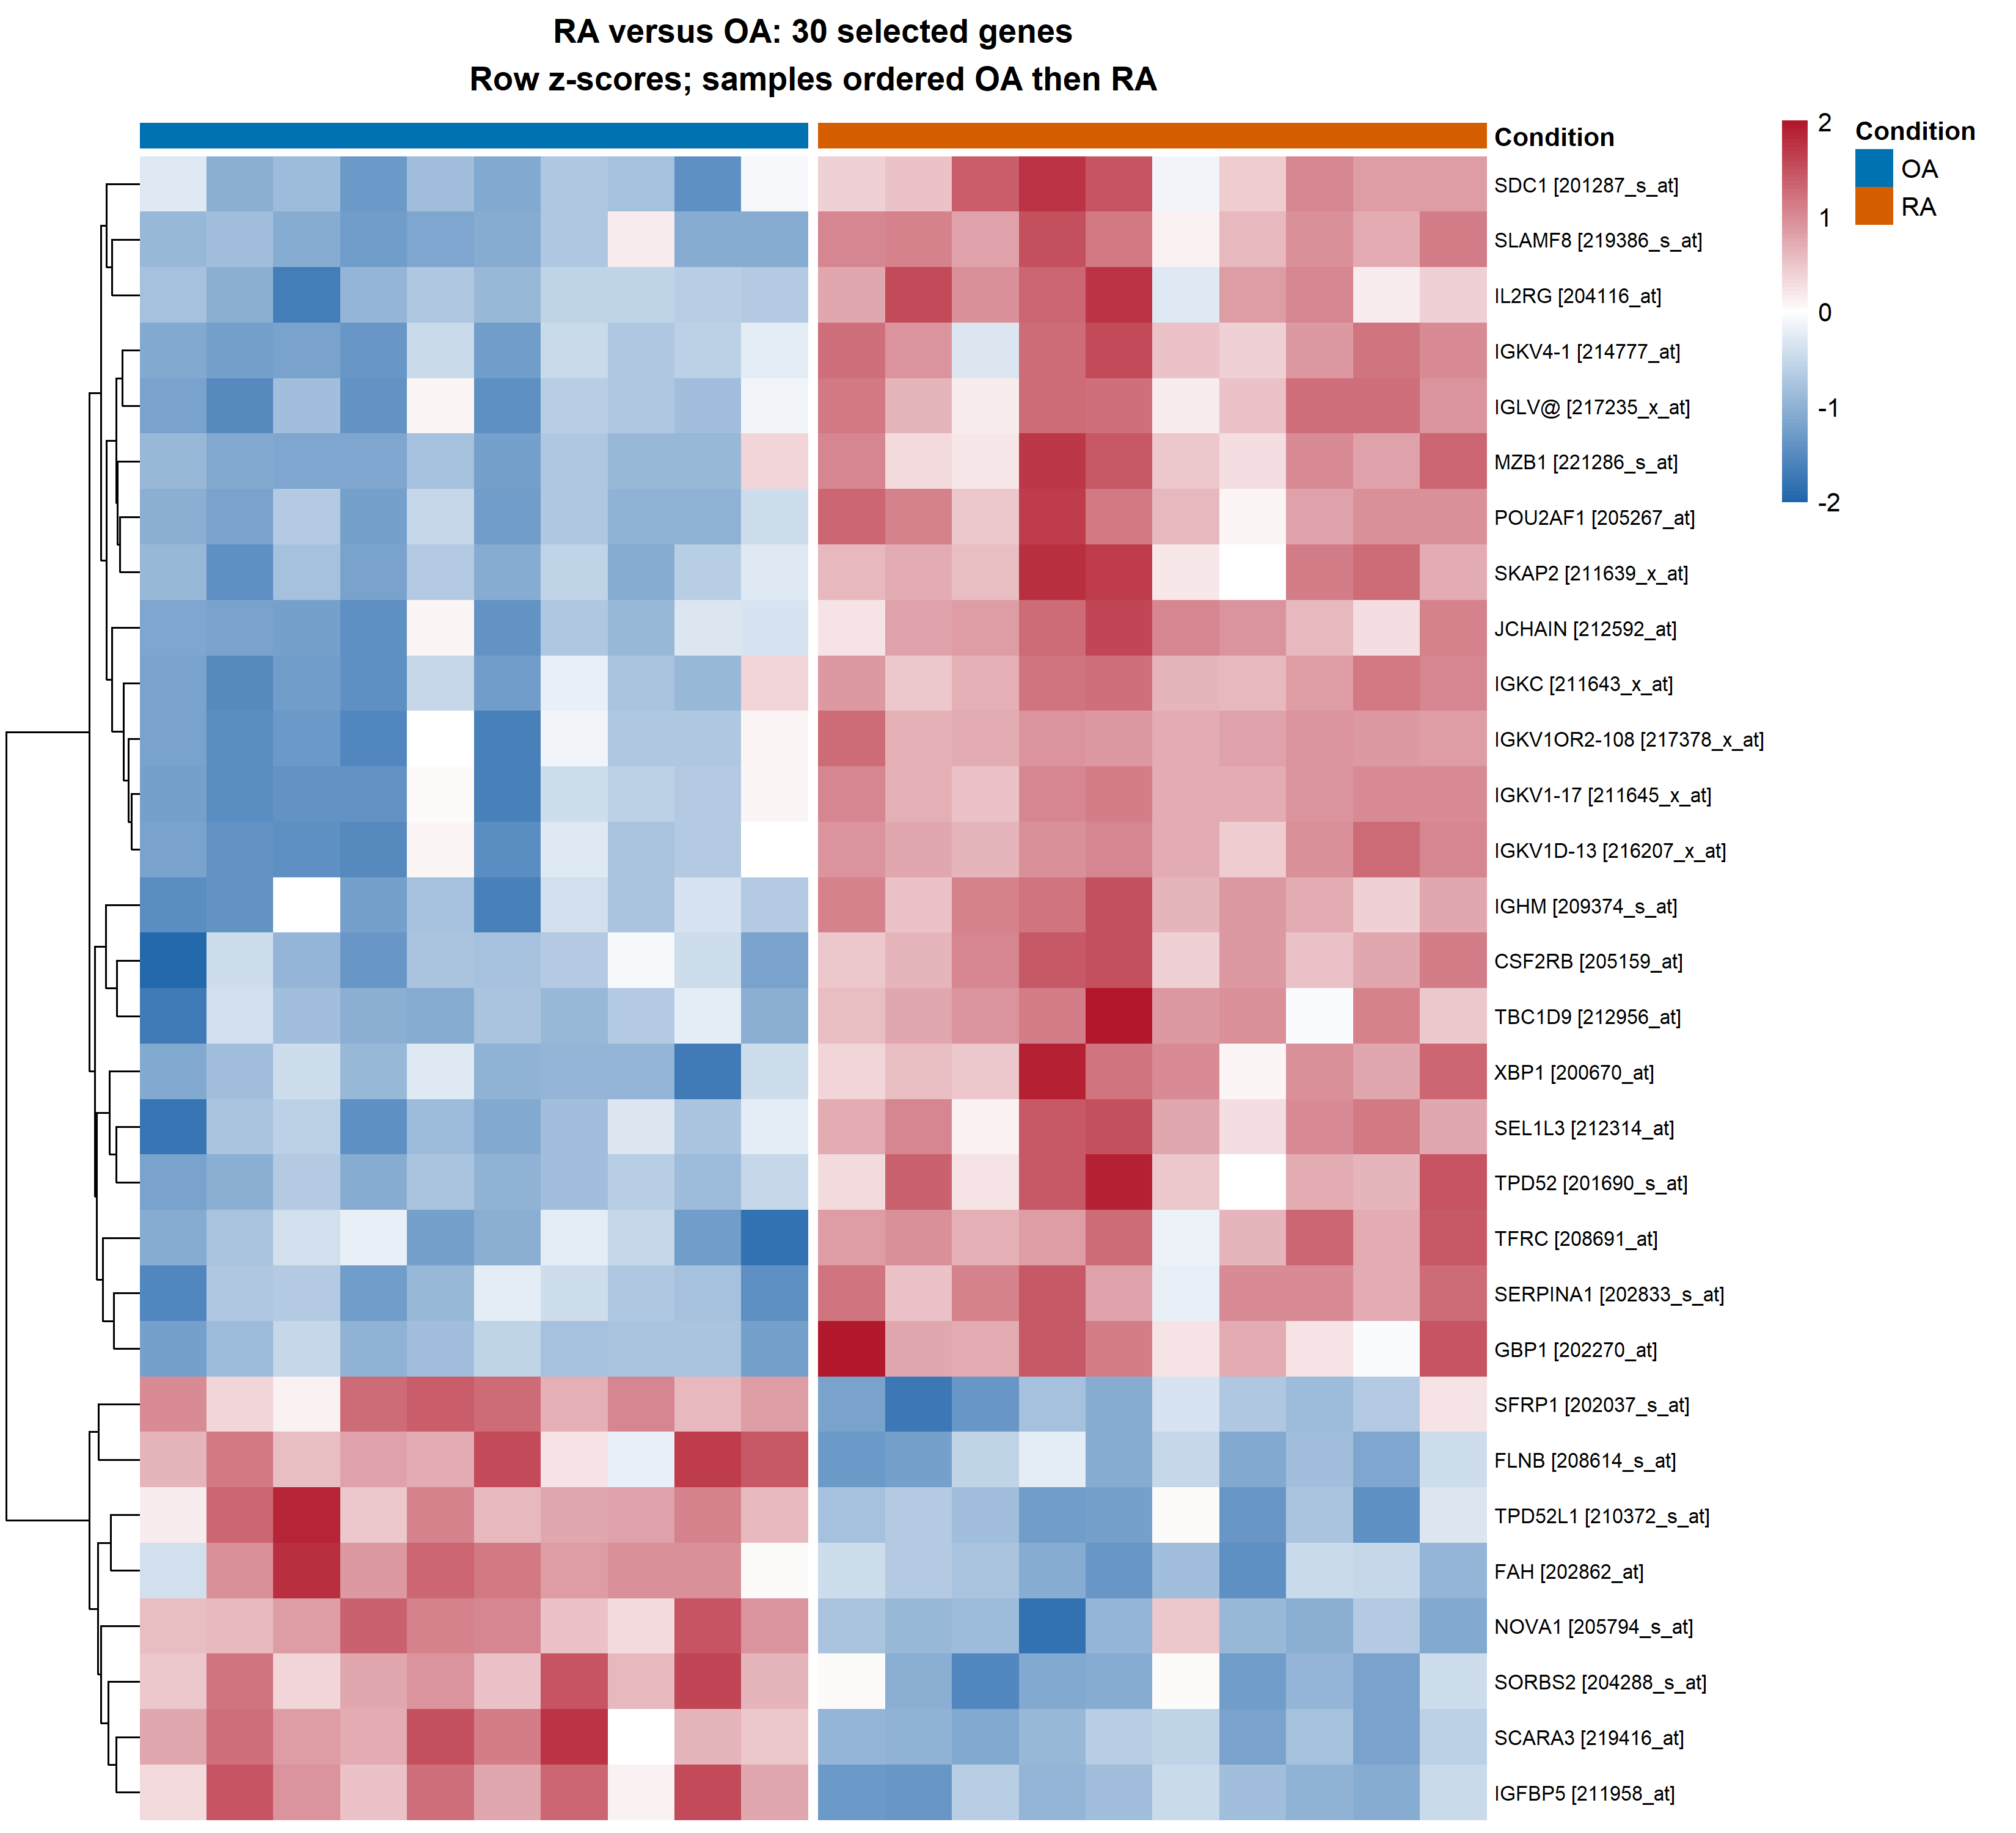 RA versus OA: 30 selected genes
Row z-scores; samples ordered OA then RA
Condition
SDC1 [201287_s_at]
SLAMF8 [219386_s_at]
IL2RG [204116_at]
IGKV4-1 [214777_at]
IGLV@ [217235_x_at]
MZB1 [221286_s_at]
POU2AF1 [205267_at]
SKAP2 [211639_x_at]
JCHAIN [212592_at]
IGKC [211643_x_at]
IGKV1OR2-108 [217378_x_at]
IGKV1-17 [211645_x_at]
IGKV1D-13 [216207_x_at]
IGHM [209374_s_at]
CSF2RB [205159_at]
TBC1D9 [212956_at]
XBP1 [200670_at]
SEL1L3 [212314_at]
TPD52 [201690_s_at]
TFRC [208691_at]
SERPINA1 [202833_s_at]
GBP1 [202270_at]
SFRP1 [202037_s_at]
FLNB [208614_s_at]
TPD52L1 [210372_s_at]
FAH [202862_at]
NOVA1 [205794_s_at]
SORBS2 [204288_s_at]
SCARA3 [219416_at]
IGFBP5 [211958_at]
2
1
0
-1
-2
Condition
OA
RA